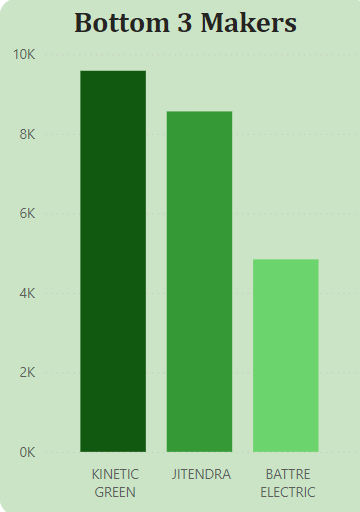 Bottom 3 Makers
10K
8K
6K
4K
2K
0K
KINETIC
GREEN
JITENDRA
BATTRE
ELECTRIC